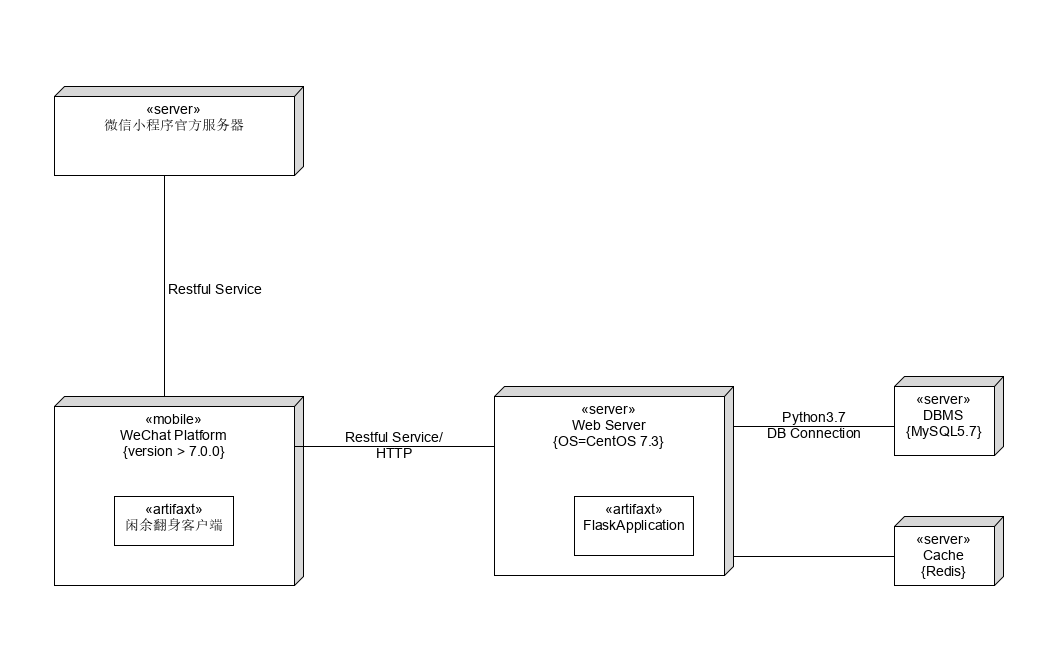 «server»
微信小程序官方服务器
Restful Service
«mobile»
WeChat Platform
{version > 7.0.0}
«artifaxt»
闲余翻身客户端
Restful Service/
HTTP
«server»
Web Server
{OS=CentOS 7.3}
«artifaxt»
FlaskApplication
Python3.7
DB Connection
«server»
DBMS
{MySQL5.7}
«server»
Cache
{Redis}